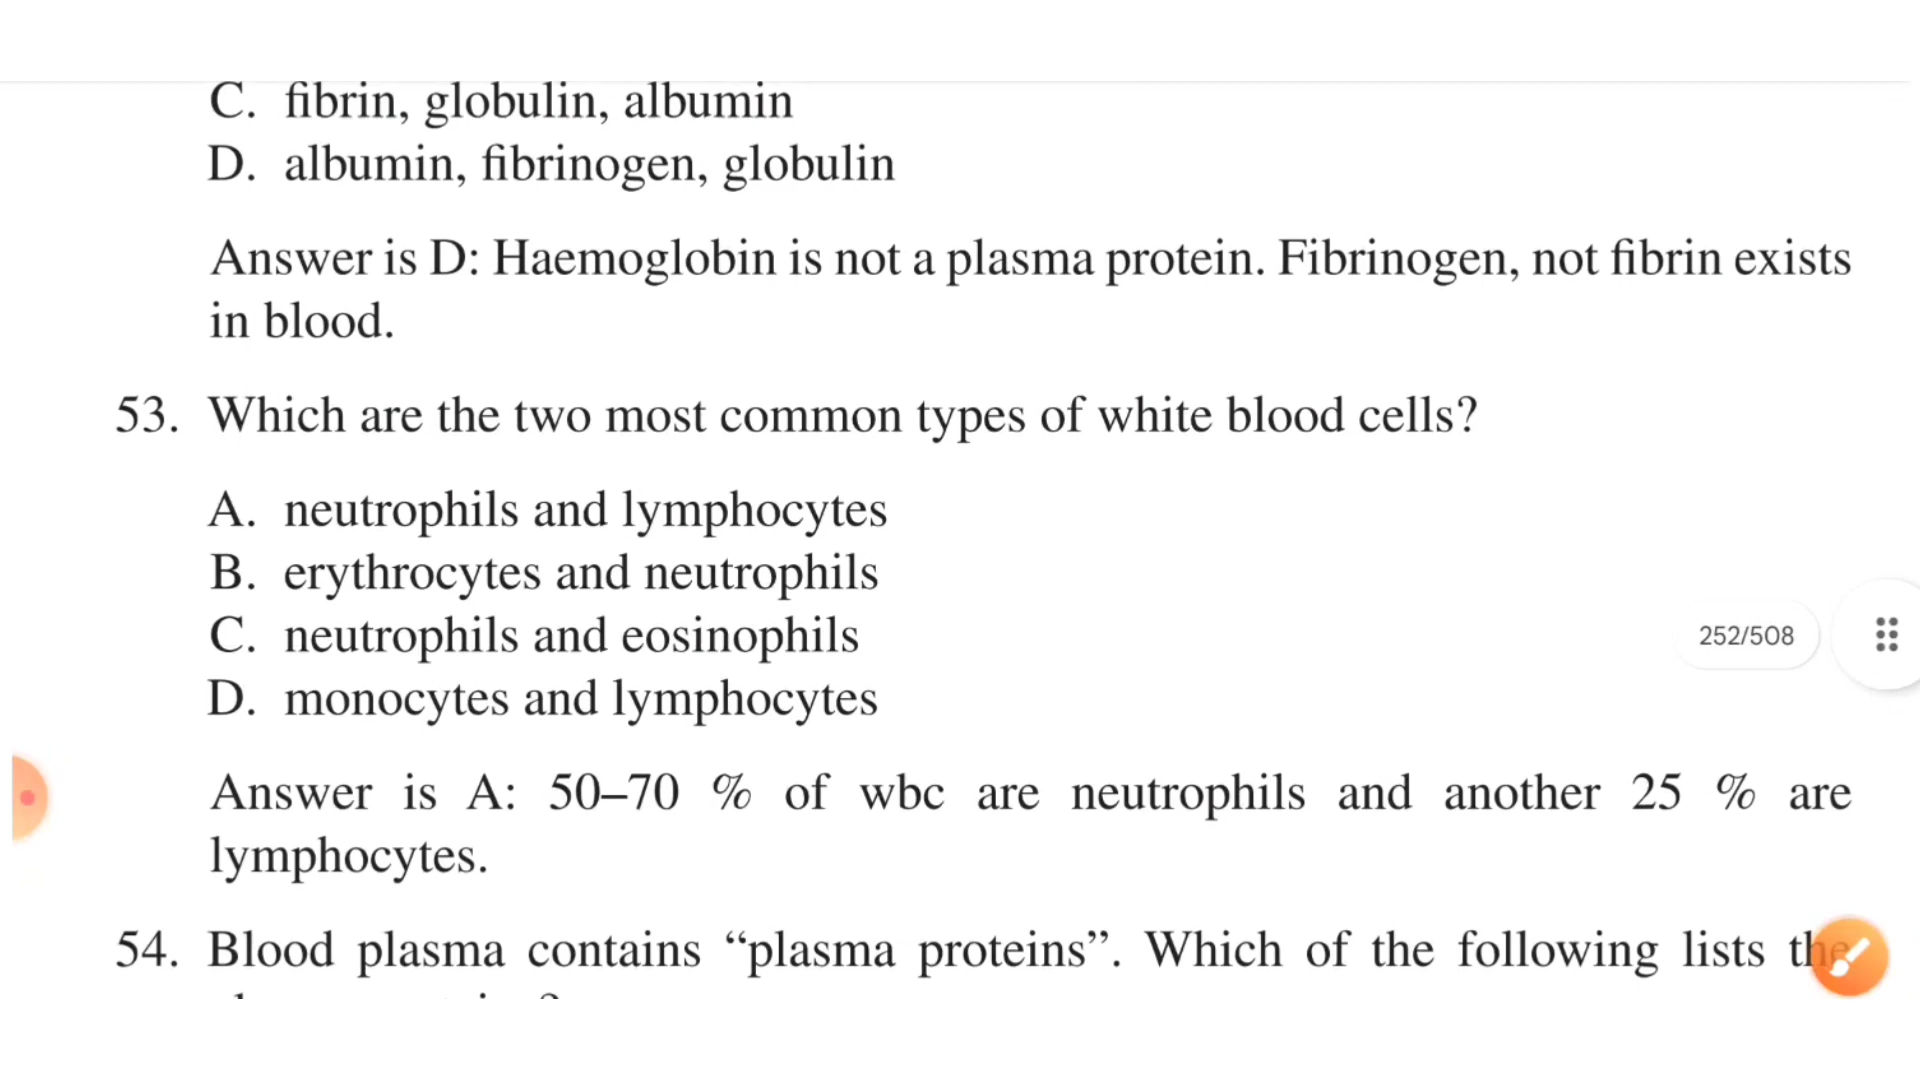 C. fibrin, globulin, albumin
D. albumin, fibrinogen, globulin
Answer is D: Haemoglobin is not a plasma protein. Fibrinogen, not fibrin exists
in blood.
53. Which are the two most common types of white blood cells?
A. neutrophils and lymphocytes
B. erythrocytes and neutrophils
C. neutrophils and eosinophils
D. monocytes and lymphocytes
252/508
Answer is A: 50–70 % of wbc are neutrophils and another 25 % are
lymphocytes.
54. Blood plasma contains “plasma proteins”. Which of the following lists the